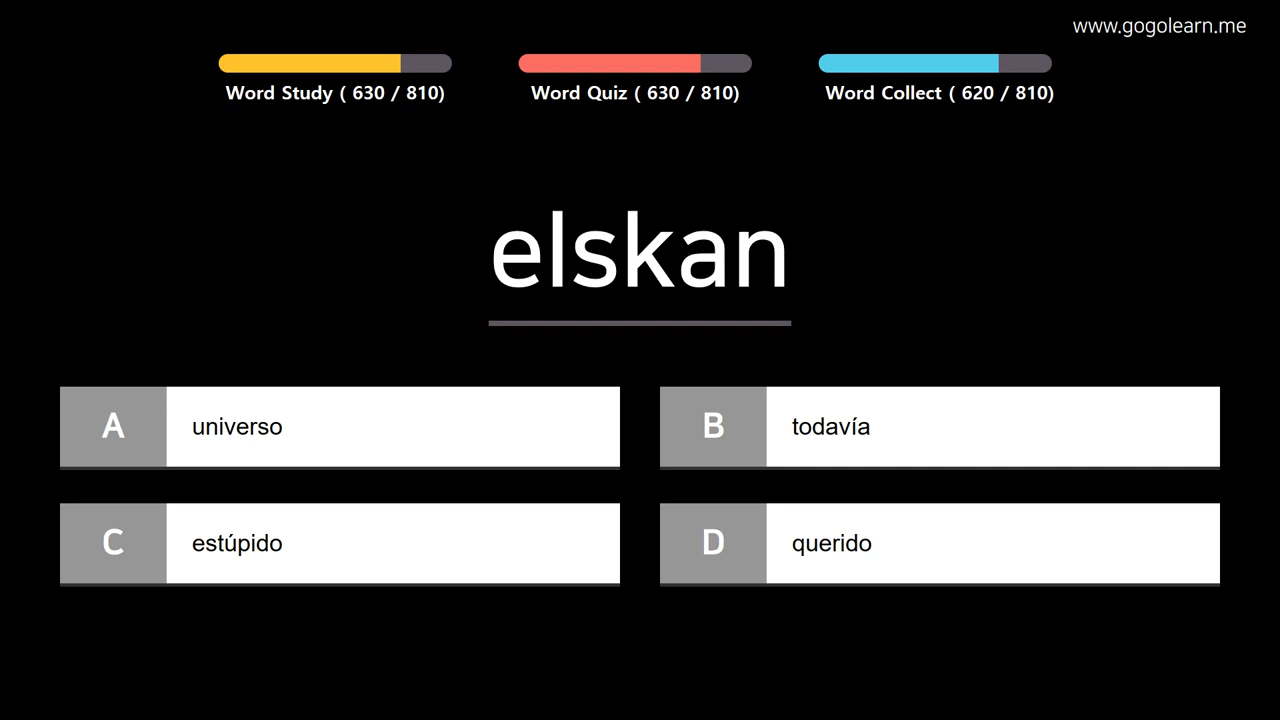 www.gogolearn.me
Word Study ( 630 / 810)
Word Quiz ( 630 / 810)
Word Collect ( 620 / 810)
elskan
A universo
B todavía
C estúpido
D querido